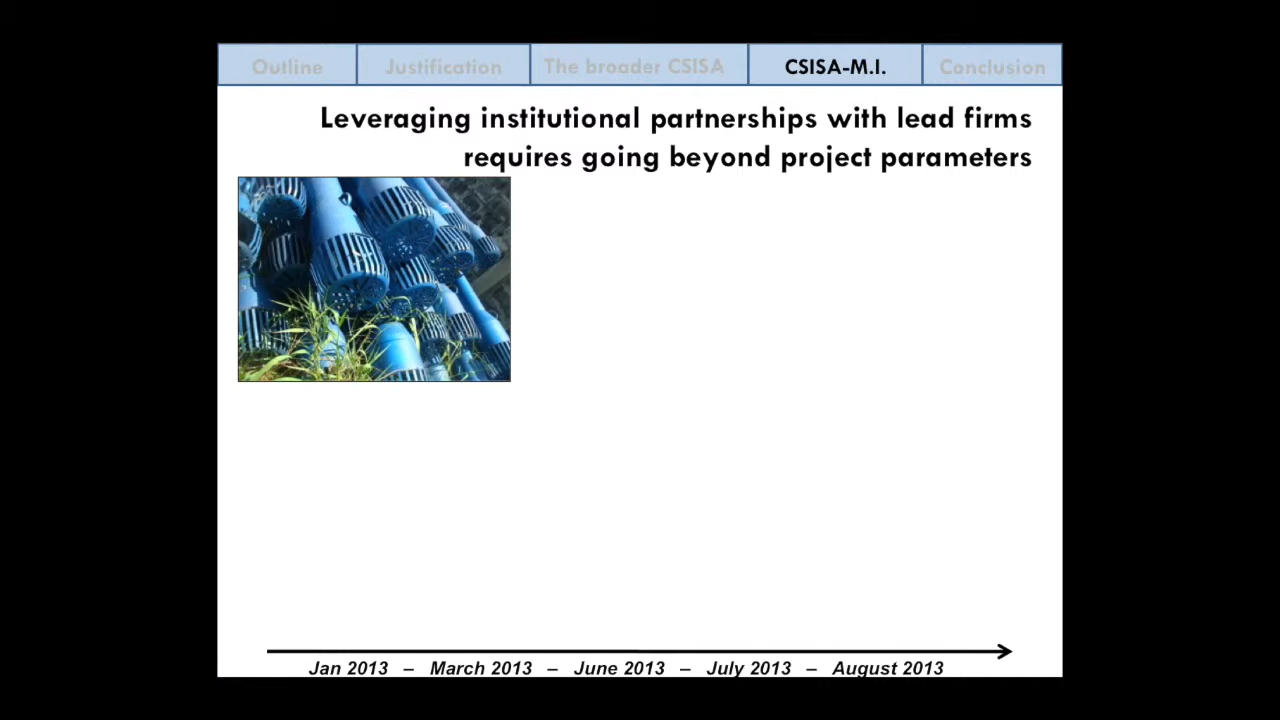 Outline Justification The broader CSISA CSISA-M.I. Conclusion
Leveraging institutional partnerships with lead firms
requires going beyond project parameters
Jan 2013 – March 2013 – June 2013 – July 2013 – August 2013